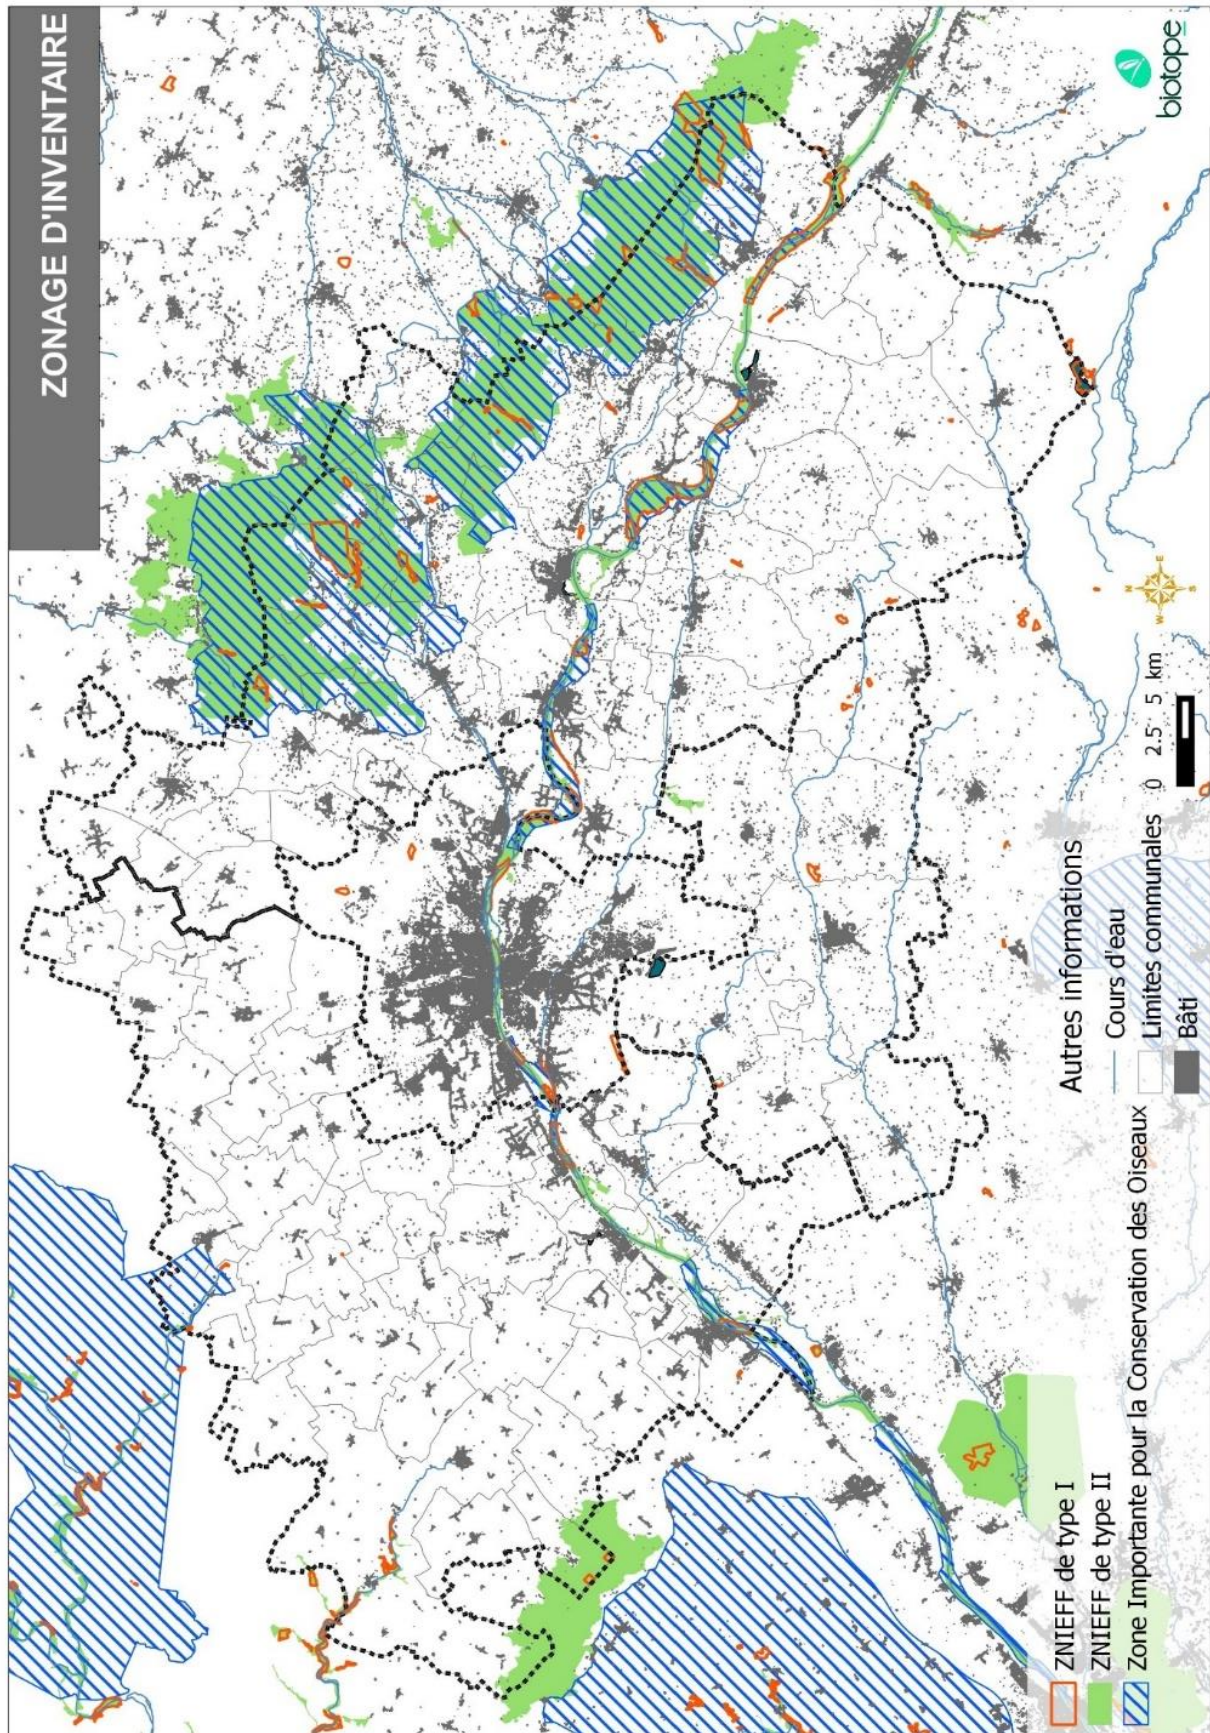 ZONAGE D'INVENTAIRE
ZNIEFF de type I
ZNIEFF de type II
Zone Importante pour la Conservation des Oiseaux
Autres informations
Cours d'eau
Limites communales
Bâti
0 2.5 5 km
N
E
S
W
biotope